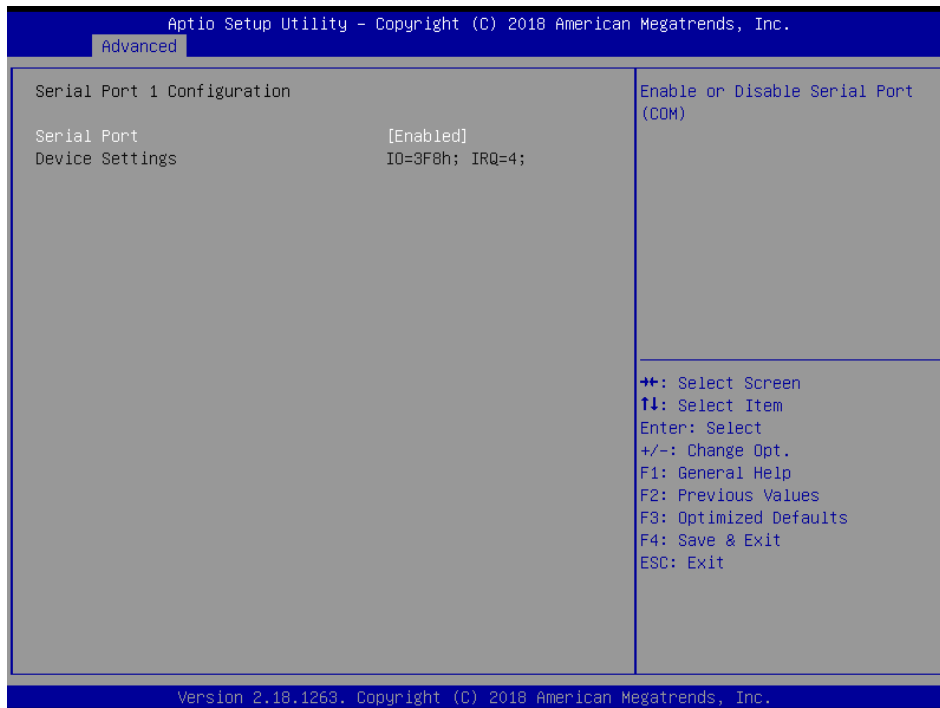 Aptio Setup Utility – Copyright (C) 2018 American Megatrends, Inc.
Advanced
Serial Port 1 Configuration
Serial Port [Enabled]
Device Settings IO=3F8h; IRQ=4;
Enable or Disable Serial Port
(COM)
→←: Select Screen
↑↓: Select Item
Enter: Select
+/-: Change Opt.
F1: General Help
F2: Previous Values
F3: Optimized Defaults
F4: Save & Exit
ESC: Exit
Version 2.18.1263. Copyright (C) 2018 American Megatrends, Inc.